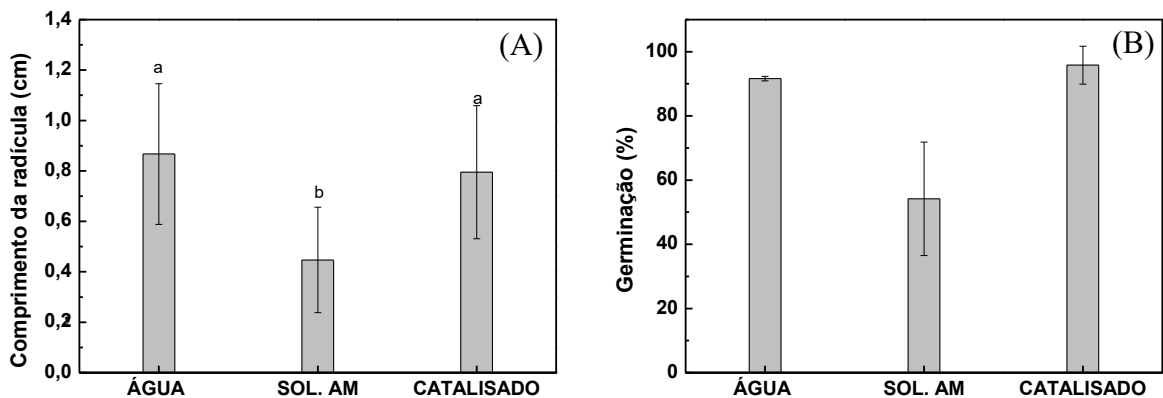 (A)
Comprimento da radícula (cm)
1,4
1,2
1,0
0,8
0,6
0,4
0,2
0,0
a
b
a
ÁGUA SOL. AM CATALISADO
(B)
Germinação (%)
100
80
60
40
20
0
ÁGUA SOL. AM CATALISADO